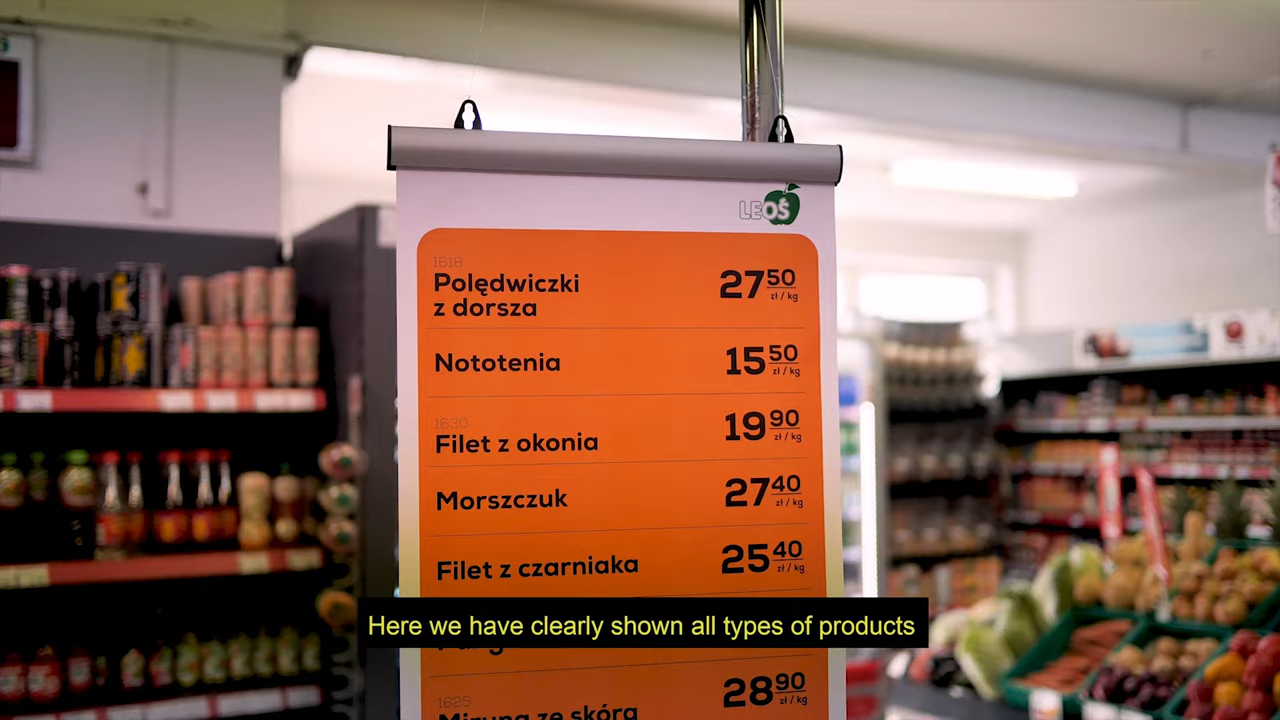 LEOŚ
1618
Polędwiczki
z dorsza
27 50
zł / kg
Nototenia
15 50
zł / kg
1630
Filet z okonia
19 90
zł / kg
Morszczuk
27 40
zł / kg
Filet z czarniaka
25 40
zł / kg
Here we have clearly shown all types of products
1625
Miruna ze skórą
28 90
zł / kg